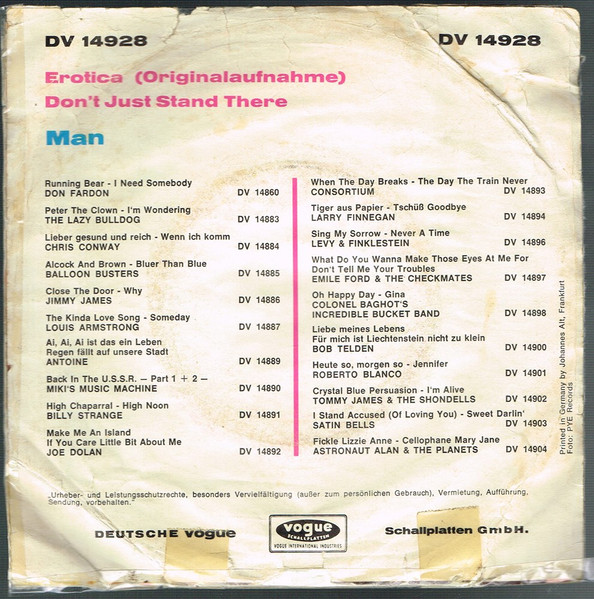 DV 14928
DV 14928
Erotica (Originalaufnahme)
Don't Just Stand There
Man
Running Bear - I Need Somebody
DON FARDON DV 14860
Peter The Clown - I'm Wondering
THE LAZY BULLDOG DV 14883
Lieber gesund und reich - Wenn ich komm
CHRIS CONWAY DV 14884
Alcock And Brown - Bluer Than Blue
BALLOON BUSTERS DV 14885
Close The Door - Why
JIMMY JAMES DV 14886
The Kinda Love Song - Someday
LOUIS ARMSTRONG DV 14887
Ai, Ai, Ai ist das ein Leben
Regen fällt auf unsere Stadt
ANTOINE DV 14889
Back In The U.S.S.R. — Part 1 + 2 —
MIKI'S MUSIC MACHINE DV 14890
High Chaparral - High Noon
BILLY STRANGE DV 14891
Make Me An Island
If You Care Little Bit About Me
JOE DOLAN DV 14892
When The Day Breaks - The Day The Train Never
CONSORTIUM DV 14893
Tiger aus Papier - Tschüß Goodbye
LARRY FINNEGAN DV 14894
Sing My Sorrow - Never A Time
LEVY & FINKLESTEIN DV 14896
What Do You Wanna Make Those Eyes At Me For
Don't Tell Me Your Troubles
EMILE FORD & THE CHECKMATES DV 14897
Oh Happy Day - Gina
COLONEL BAGHOT'S
INCREDIBLE BUCKET BAND DV 14898
Liebe meines Lebens
Für mich ist Liechtenstein nicht zu klein
BOB TELDEN DV 14900
Heute so, morgen so - Jennifer
ROBERTO BLANCO DV 14901
Crystal Blue Persuasion - I'm Alive
TOMMY JAMES & THE SHONDELLS DV 14902
I Stand Accused (Of Loving You) - Sweet Darlin'
SATIN BELLS DV 14903
Fickle Lizzie Anne - Cellophane Mary Jane
ASTRONAUT ALAN & THE PLANETS DV 14904
Printed in Germany by Johannes Alt, Frankfurt
Foto: PYE Records
„Urheber- und Leistungsschutzrechte, besonders Vervielfältigung (außer zum persönlichen Gebrauch), Vermietung, Aufführung,
Sendung, vorbehalten."
DEUTSCHE VOGUE
vogue
SCHALLPLATTEN
VOGUE INTERNATIONAL INDUSTRIES
Schallplatten GmbH.